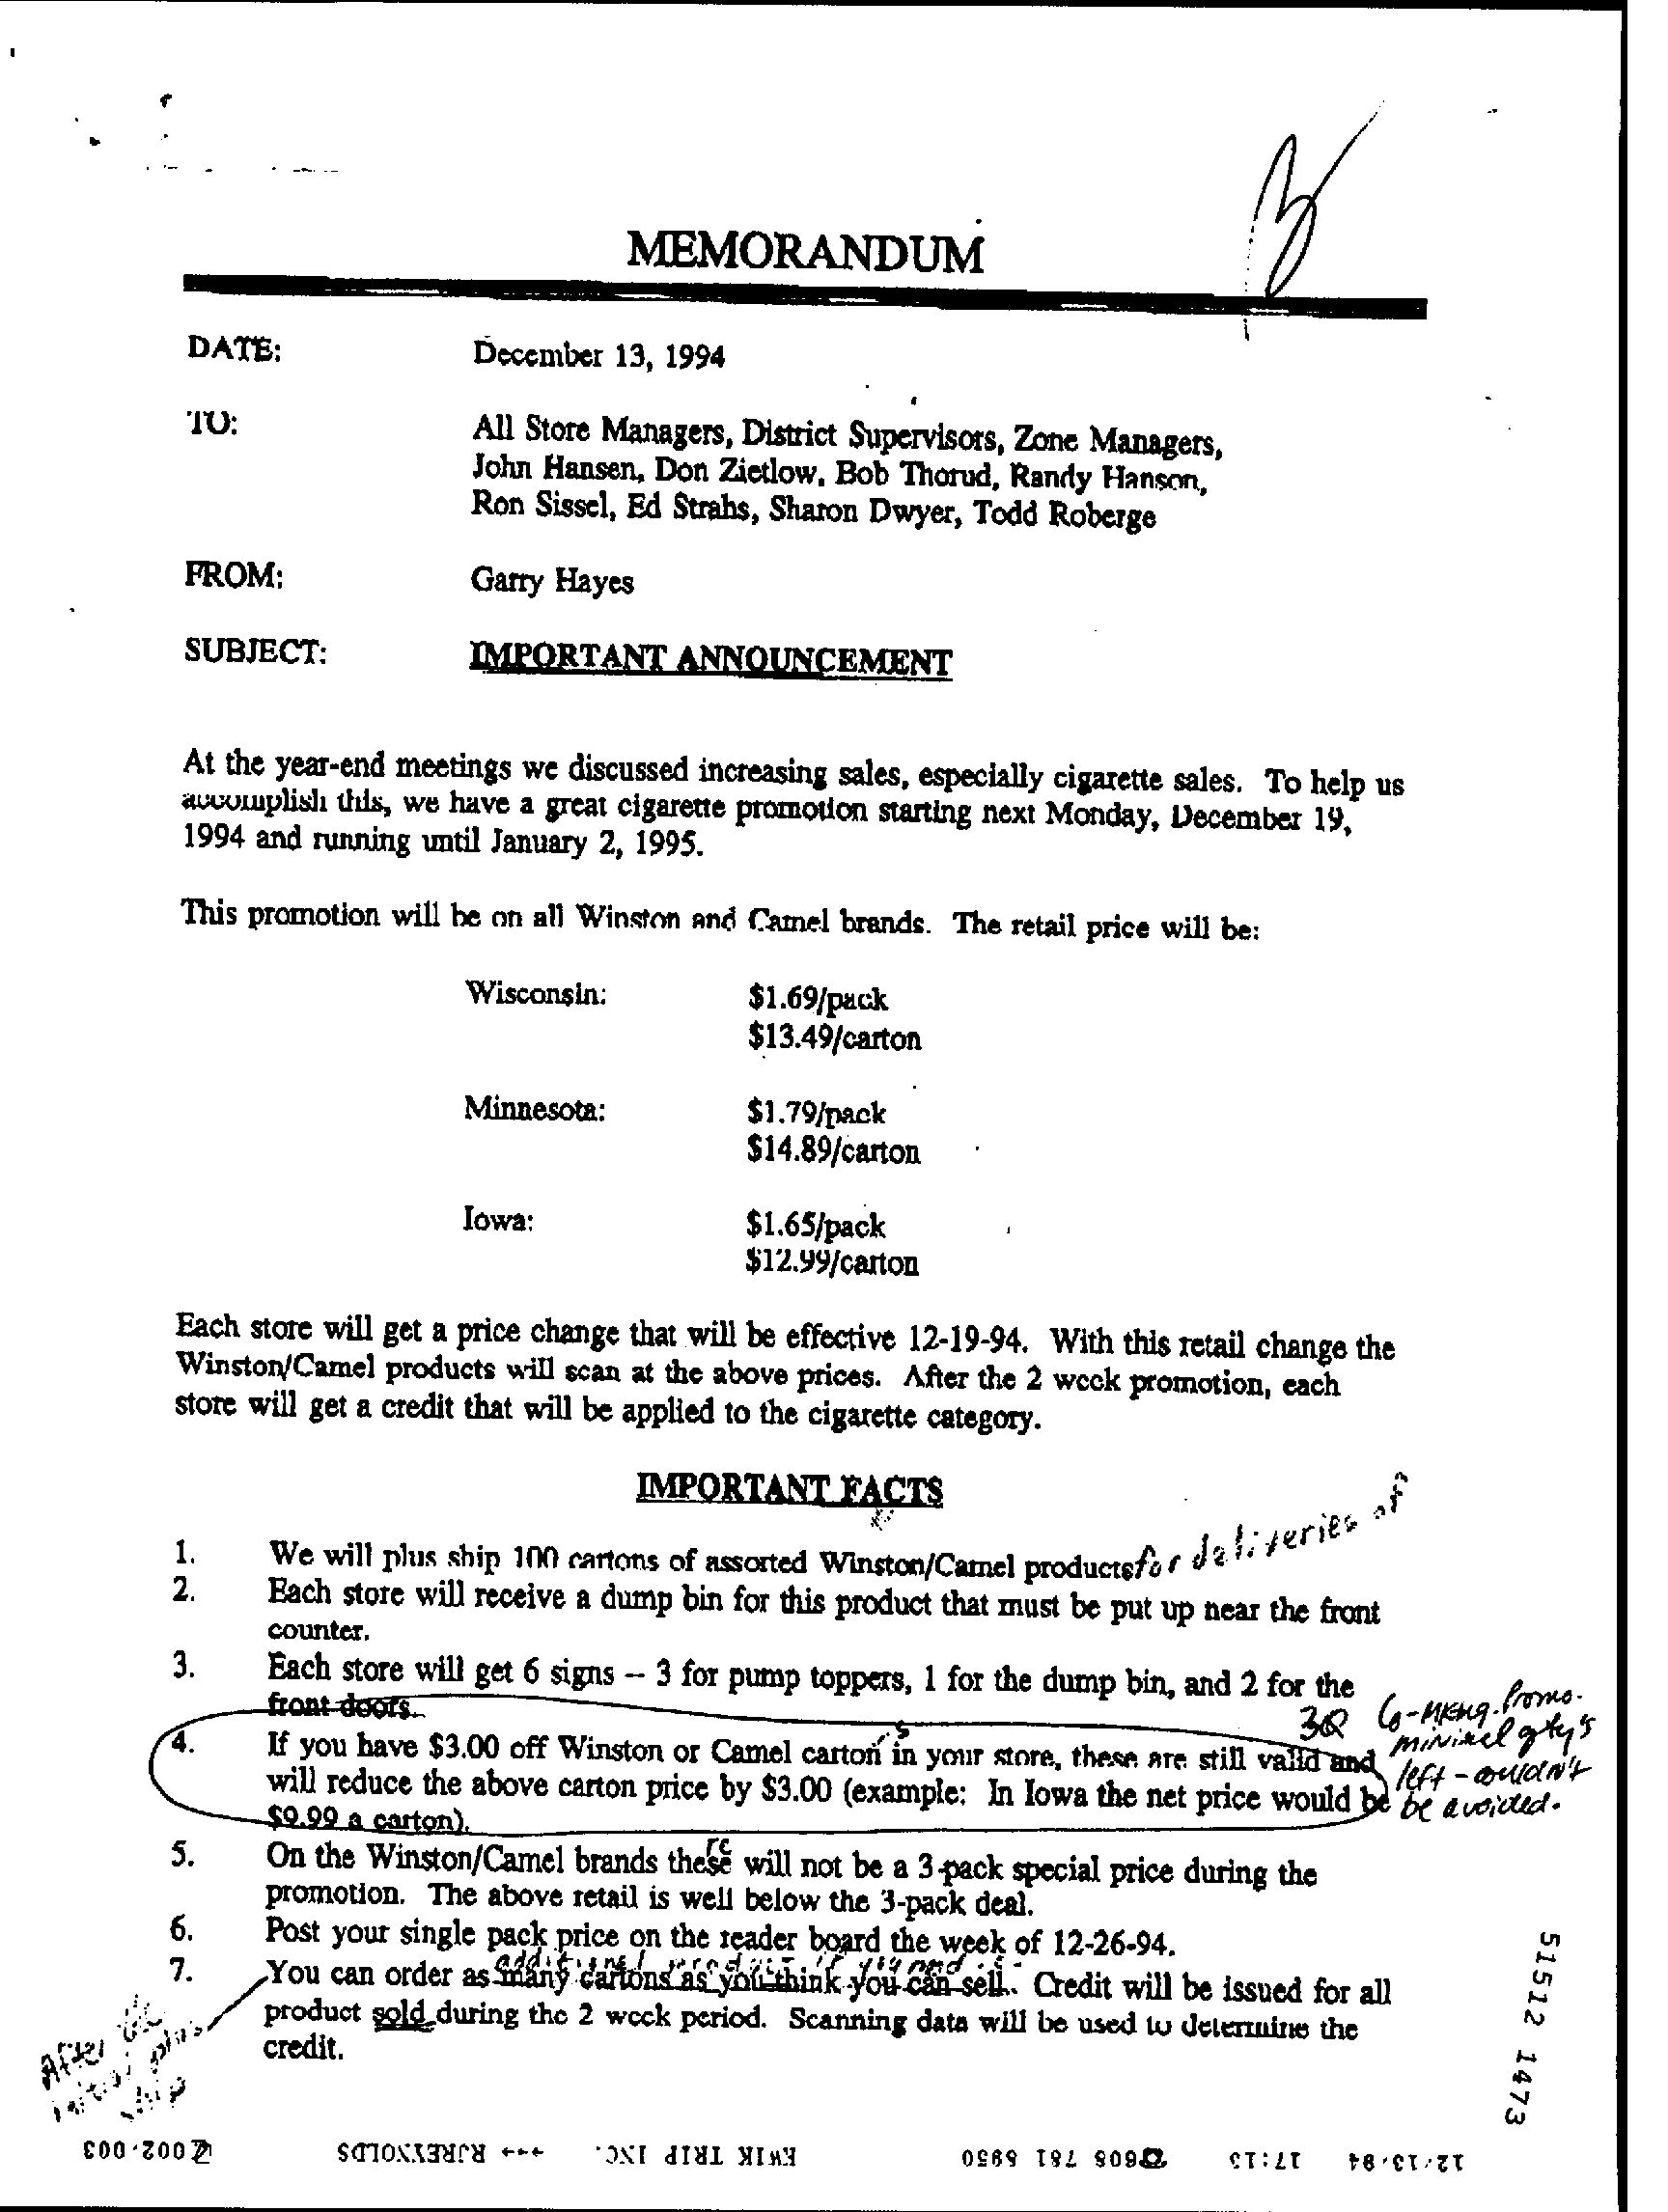 MEMORANDUM
DATE: December 13, 1994
TO: All Store Managers, District Supervisors, Zone Managers,
John Hansen, Don Zietlow, Bob Thorud, Randy Hanson,
Ron Sissel, Ed Strahs, Sharon Dwyer, Todd Roberge
FROM: Garry Hayes
SUBJECT: IMPORTANT ANNOUNCEMENT
At the year-end meetings we discussed increasing sales, especially cigarette sales. To help us
accomplish this, we have a great cigarette promotion starting next Monday, December 19,
1994 and running until January 2, 1995.
This promotion will be on all Winston and Camel brands. The retail price will be:
Wisconsin: $1.69/pack
$13.49/carton
Minnesota: $1.79/pack
$14.89/carton
Iowa: $1.65/pack
$12.99/carton
Each store will get a price change that will be effective 12-19-94. With this retail change the
Winston/Camel products will scan at the above prices. After the 2 week promotion, each
store will get a credit that will be applied to the cigarette category.
IMPORTANT FACTS
1. We will plus ship 100 cartons of assorted Winston/Camel products for deliveries of
2. Each store will receive a dump bin for this product that must be put up near the front
counter.
3. Each store will get 6 signs -- 3 for pump toppers, 1 for the dump bin, and 2 for the
front doors.
3Q Co-Mktng. Promo.
minimel qty's
left - couldn't
be avoided.
4. If you have $3.00 off Winston or Camel carton's in your store, these are still valid and
will reduce the above carton price by $3.00 (example: In Iowa the net price would be
$9.99 a carton).
5. On the Winston/Camel brands these re will not be a 3-pack special price during the
promotion. The above retail is well below the 3-pack deal.
6. Post your single pack price on the reader board the week of 12-26-94.
additional product if
7. You can order as many cartons as you think you can sell. Credit will be issued for all
product sold during the 2 week period. Scanning data will be used to determine the
credit.
After
initial plus
ship
51512 1473
12/13/94 17:13 ☎608 781 8950 KWIK TRIP INC. →→→ RJREYNOLDS 002/003